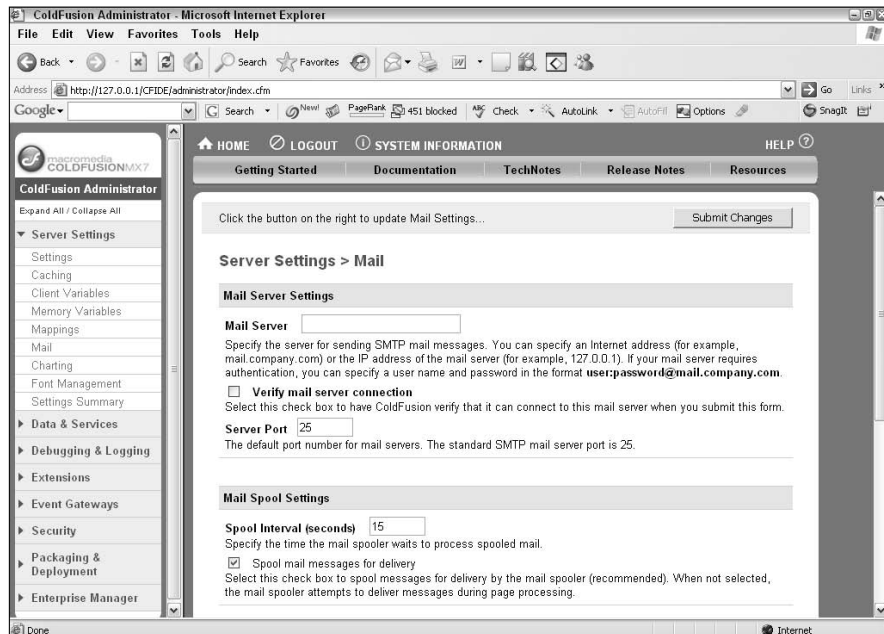 ColdFusion Administrator - Microsoft Internet Explorer
File Edit View Favorites Tools Help
Back Search Favorites
Address http://127.0.0.1/CFIDE/administrator/index.cfm Go Links »
Google Search New! PageRank 451 blocked ABC Check AutoLink AutoFill Options SnagIt
macromedia
COLDFUSION MX7
HOME LOGOUT SYSTEM INFORMATION HELP ?
Getting Started Documentation TechNotes Release Notes Resources
ColdFusion Administrator
Expand All / Collapse All
Server Settings
Settings
Caching
Client Variables
Memory Variables
Mappings
Mail
Charting
Font Management
Settings Summary
Data & Services
Debugging & Logging
Extensions
Event Gateways
Security
Packaging &
Deployment
Enterprise Manager
Click the button on the right to update Mail Settings... Submit Changes
Server Settings > Mail
Mail Server Settings
Mail Server
Specify the server for sending SMTP mail messages. You can specify an Internet address (for example,
mail.company.com) or the IP address of the mail server (for example, 127.0.0.1). If your mail server requires
authentication, you can specify a user name and password in the format user:password@mail.company.com.
Verify mail server connection
Select this check box to have ColdFusion verify that it can connect to this mail server when you submit this form.
Server Port 25
The default port number for mail servers. The standard SMTP mail server port is 25.
Mail Spool Settings
Spool Interval (seconds) 15
Specify the time the mail spooler waits to process spooled mail.
Spool mail messages for delivery
Select this check box to spool messages for delivery by the mail spooler (recommended). When not selected,
the mail spooler attempts to deliver messages during page processing.
Done Internet